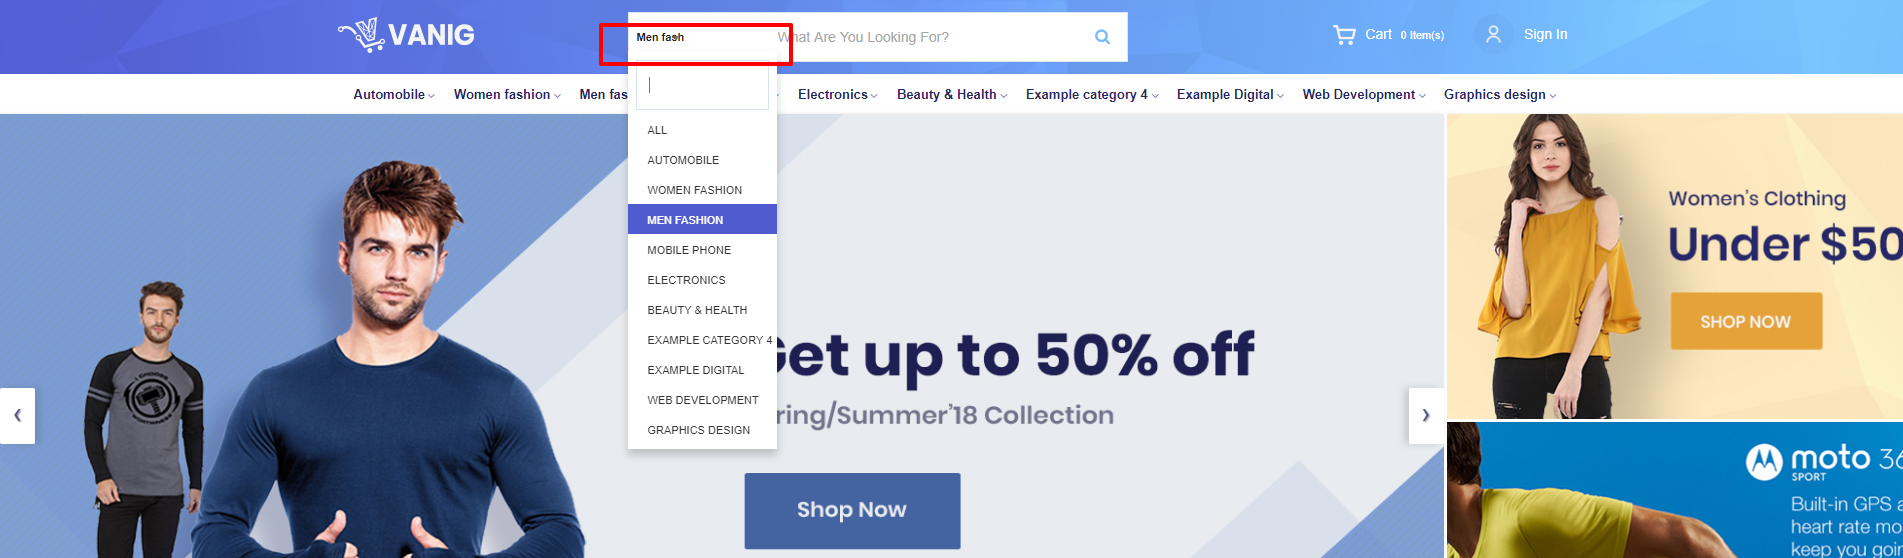 VANIG
Men fash
What Are You Looking For?
Cart 0 Item(s)
Sign In
Automobile
Women fashion
Men fas
Electronics
Beauty & Health
Example category 4
Example Digital
Web Development
Graphics design
ALL
AUTOMOBILE
WOMEN FASHION
MEN FASHION
MOBILE PHONE
ELECTRONICS
BEAUTY & HEALTH
EXAMPLE CATEGORY 4
EXAMPLE DIGITAL
WEB DEVELOPMENT
GRAPHICS DESIGN
Get up to 50% off
ring/Summer'18 Collection
Shop Now
Women's Clothing
Under $50
SHOP NOW
moto 36
SPORT
Built-in GPS a
heart rate mo
keep you going